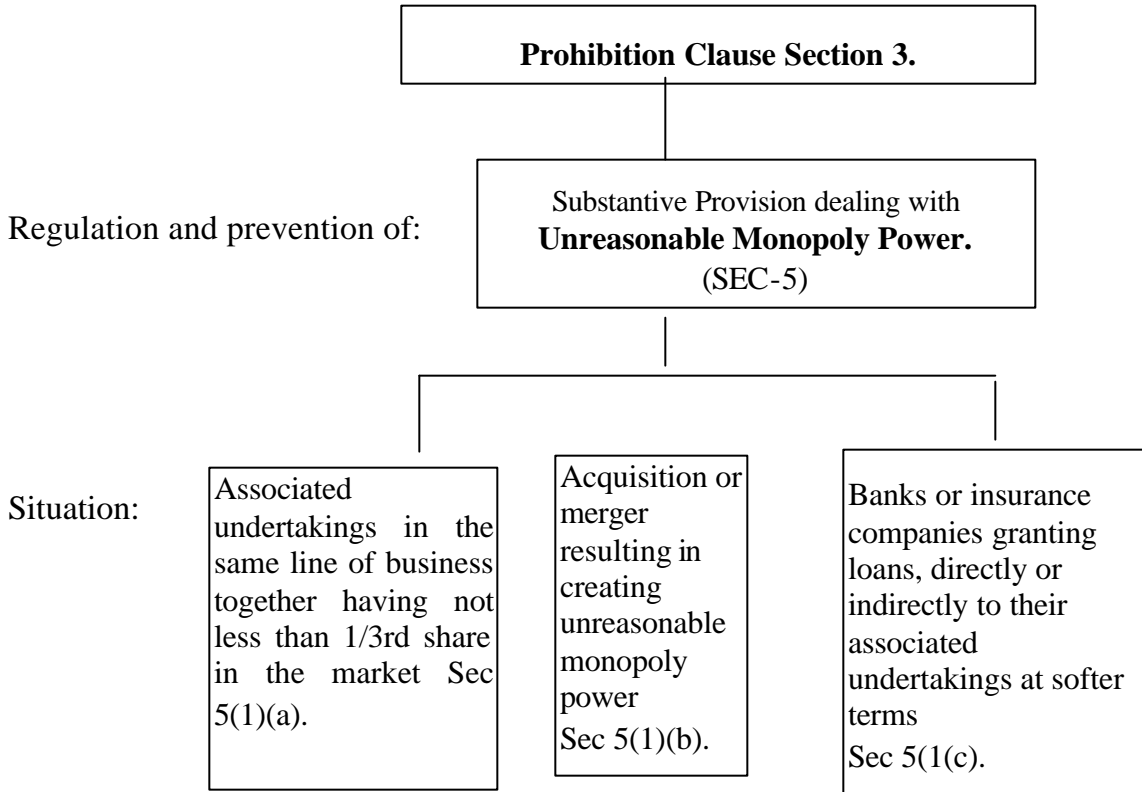 Prohibition Clause Section 3.
Regulation and prevention of:
Substantive Provision dealing with
Unreasonable Monopoly Power.
(SEC-5)
Situation:
Associated
undertakings in the
same line of business
together having not
less than 1/3rd share
in the market Sec
5(1)(a).
Acquisition or
merger
resulting in
creating
unreasonable
monopoly
power
Sec 5(1)(b).
Banks or insurance
companies granting
loans, directly or
indirectly to their
associated
undertakings at softer
terms
Sec 5(1(c).